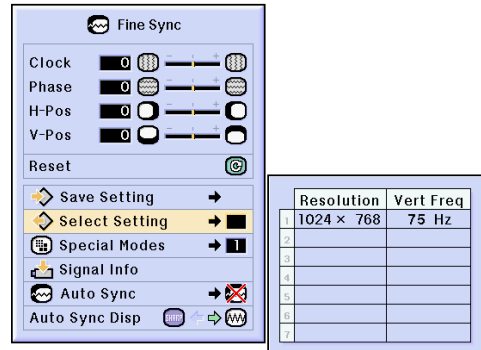 Fine Sync
Clock 0 - +
Phase 0 - +
H-Pos 0 - +
V-Pos 0 - +
Reset
Save Setting
Select Setting
Special Modes 1
Signal Info
Auto Sync
Auto Sync Disp
Resolution Vert Freq
1 1024 × 768 75 Hz
2
3
4
5
6
7